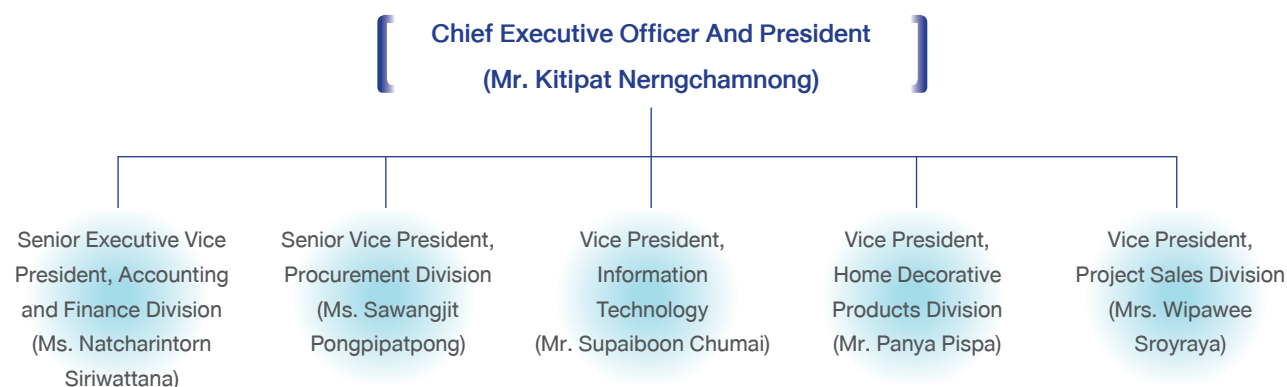 Chief Executive Officer And President
(Mr. Kitipat Nerngchamnong)
Senior Executive Vice
President, Accounting
and Finance Division
(Ms. Natcharintorn
Siriwattana)
Senior Vice President,
Procurement Division
(Ms. Sawangjit
Pongpipatpong)
Vice President,
Information
Technology
(Mr. Supaiboon Chumai)
Vice President,
Home Decorative
Products Division
(Mr. Panya Pispa)
Vice President,
Project Sales Division
(Mrs. Wipawee
Sroyraya)